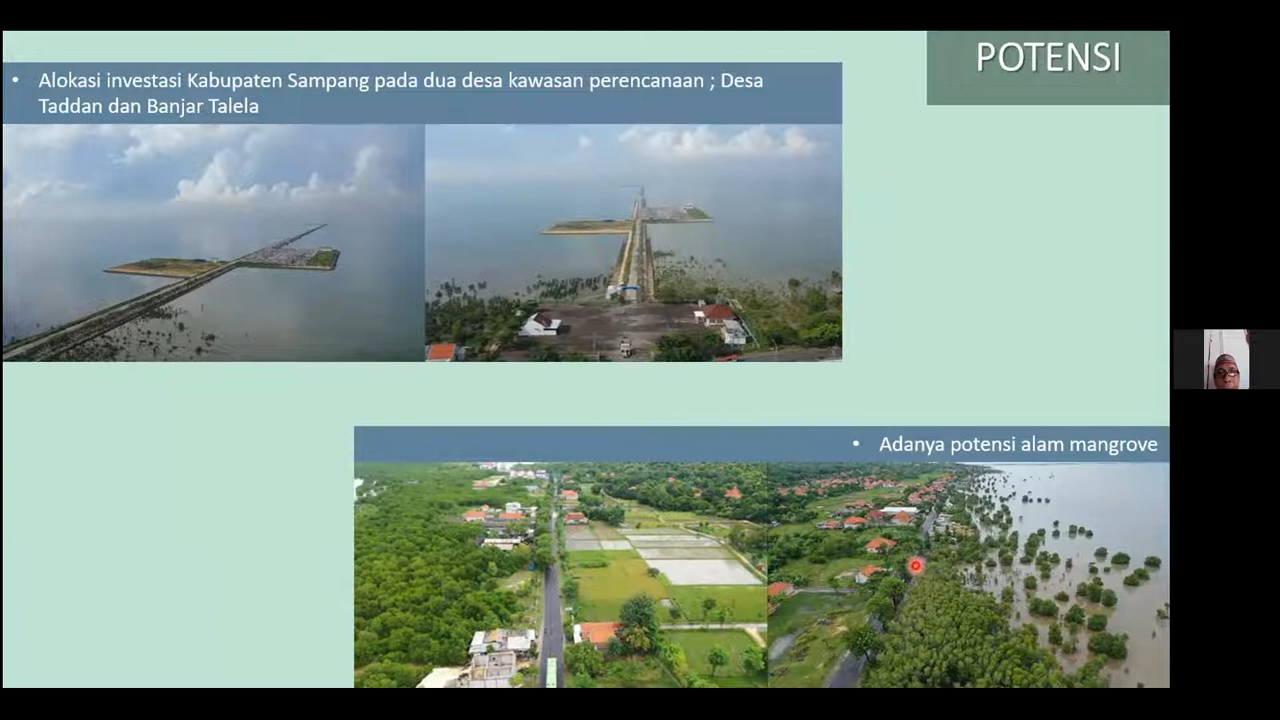 POTENSI
• Alokasi investasi Kabupaten Sampang pada dua desa kawasan perencanaan ; Desa
Taddan dan Banjar Talela
• Adanya potensi alam mangrove